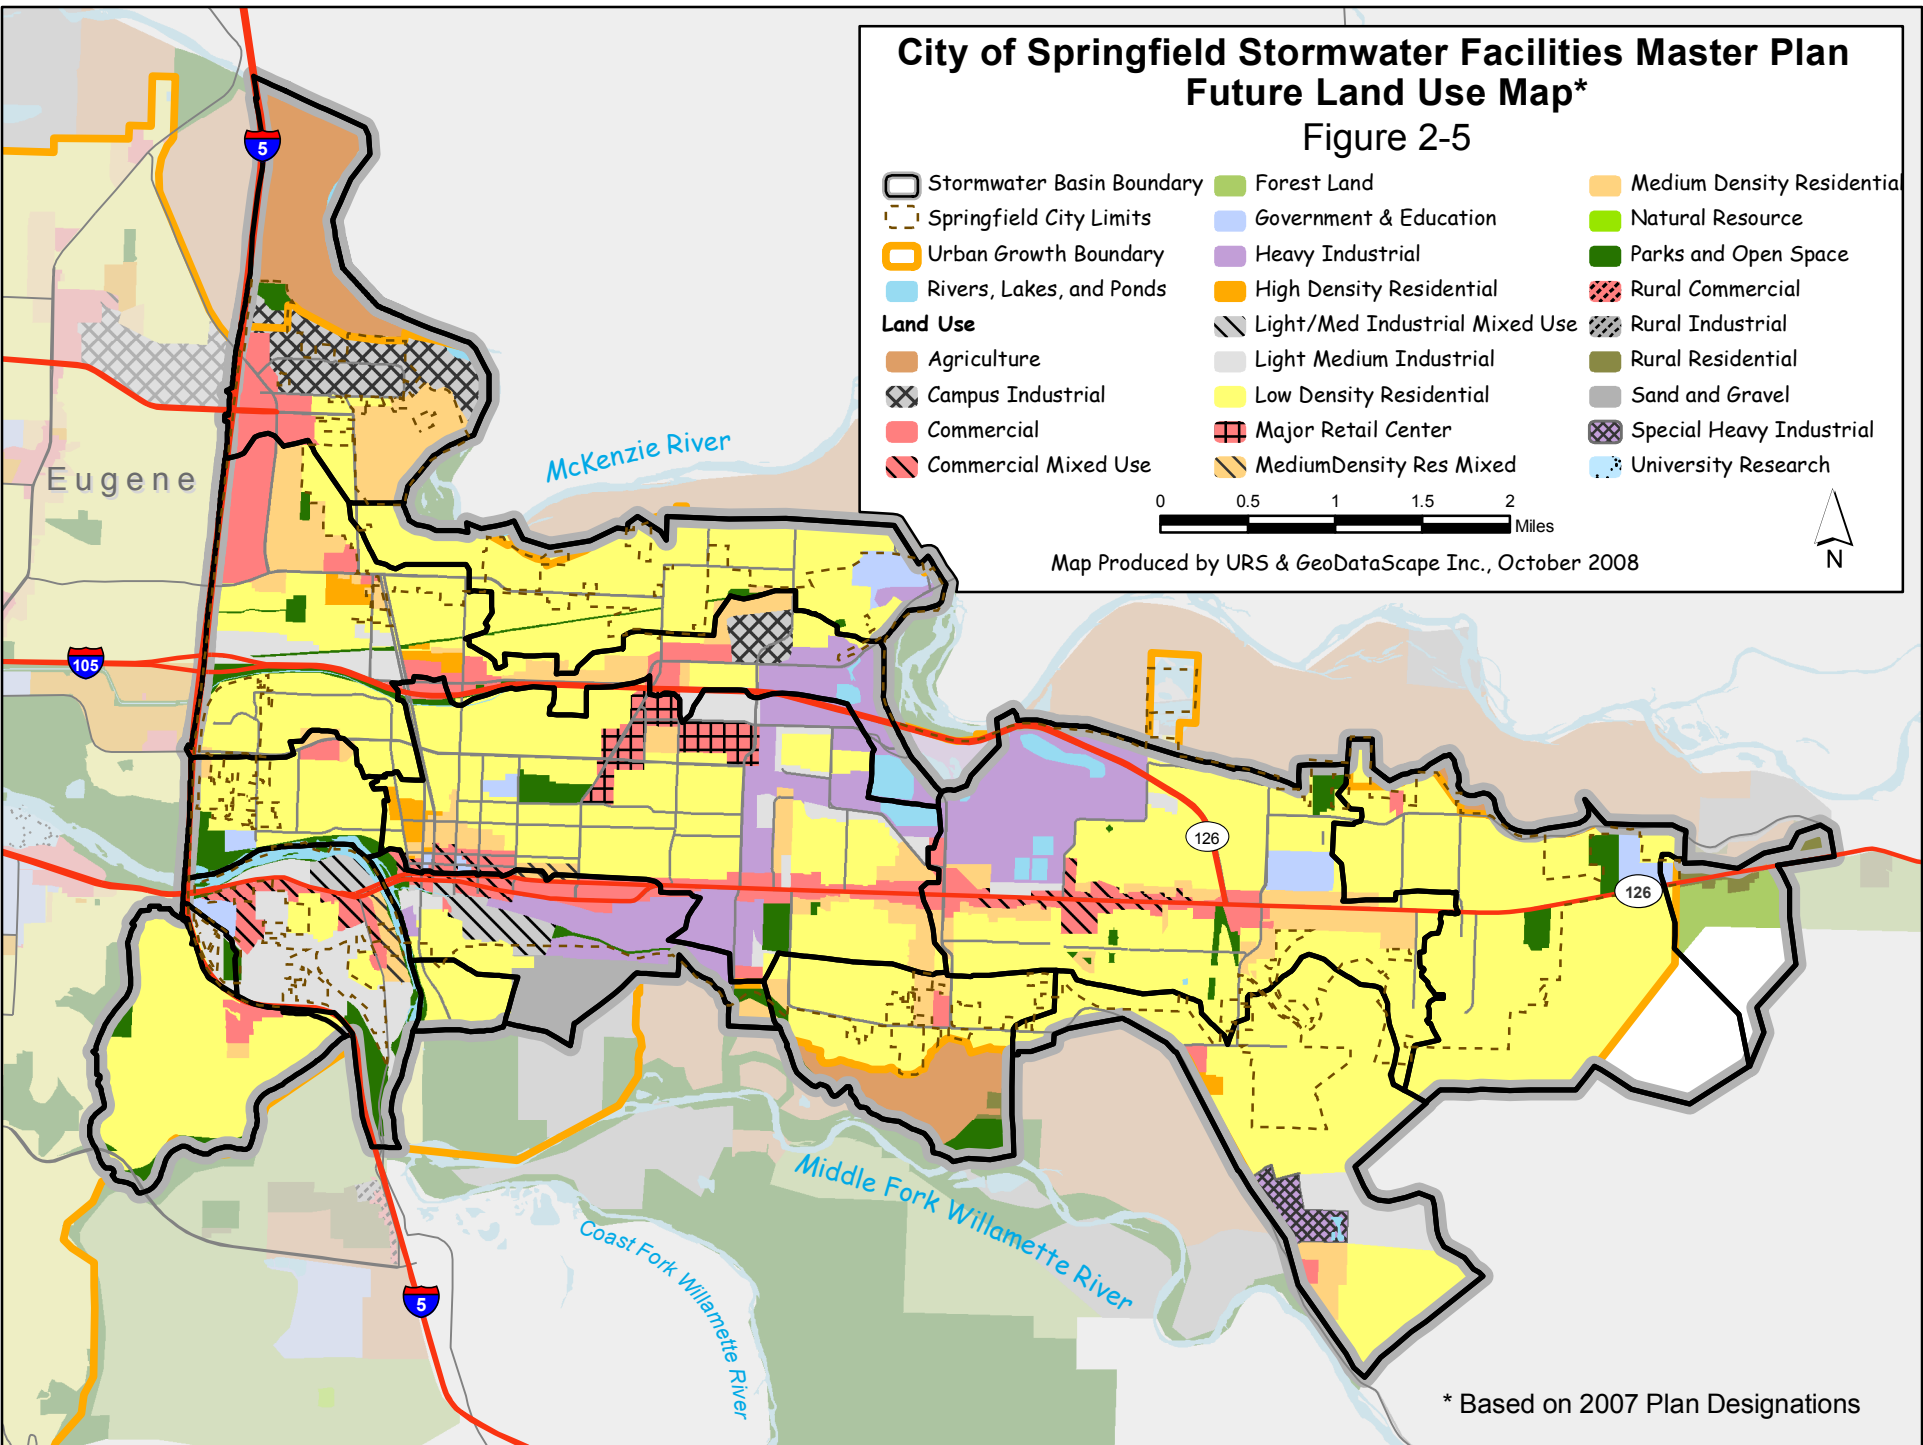 City of Springfield Stormwater Facilities Master Plan
Future Land Use Map*
Figure 2-5
Stormwater Basin Boundary
Springfield City Limits
Urban Growth Boundary
Rivers, Lakes, and Ponds
Land Use
Agriculture
Campus Industrial
Commercial
Commercial Mixed Use
Forest Land
Government & Education
Heavy Industrial
High Density Residential
Light/Med Industrial Mixed Use
Light Medium Industrial
Low Density Residential
Major Retail Center
MediumDensity Res Mixed
Medium Density Residential
Natural Resource
Parks and Open Space
Rural Commercial
Rural Industrial
Rural Residential
Sand and Gravel
Special Heavy Industrial
University Research
0 0.5 1 1.5 2
Miles
N
Map Produced by URS & GeoDataScape Inc., October 2008
5
Eugene
McKenzie River
105
126
126
Middle Fork Willamette River
Coast Fork Willamette River
5
* Based on 2007 Plan Designations